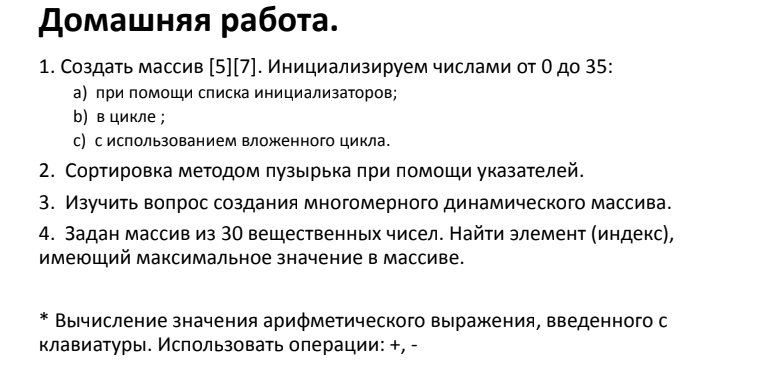 Домашняя работа.
1. Создать массив [5][7]. Инициализируем числами от 0 до 35:
a) при помощи списка инициализаторов;
b) в цикле ;
c) с использованием вложенного цикла.
2. Сортировка методом пузырька при помощи указателей.
3. Изучить вопрос создания многомерного динамического массива.
4. Задан массив из 30 вещественных чисел. Найти элемент (индекс),
имеющий максимальное значение в массиве.
* Вычисление значения арифметического выражения, введенного с
клавиатуры. Использовать операции: +, -